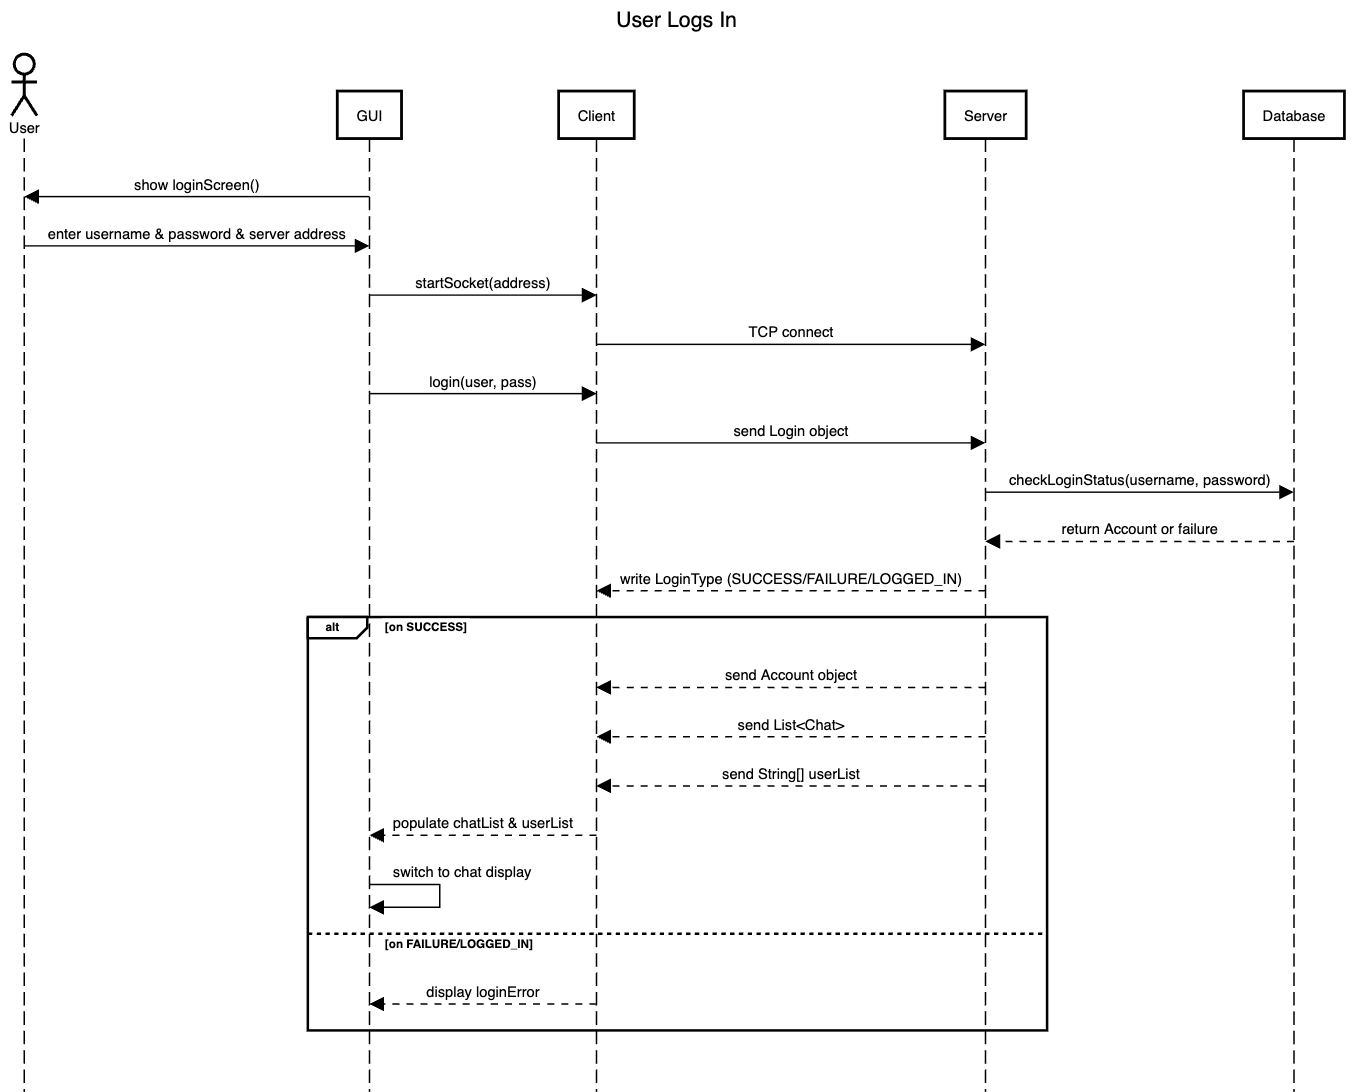 User Logs In
User
GUI
Client
Server
Database
show loginScreen()
enter username & password & server address
startSocket(address)
TCP connect
login(user, pass)
send Login object
checkLoginStatus(username, password)
return Account or failure
write LoginType (SUCCESS/FAILURE/LOGGED_IN)
alt
[on SUCCESS]
send Account object
send List<Chat>
send String[] userList
populate chatList & userList
switch to chat display
[on FAILURE/LOGGED_IN]
display loginError